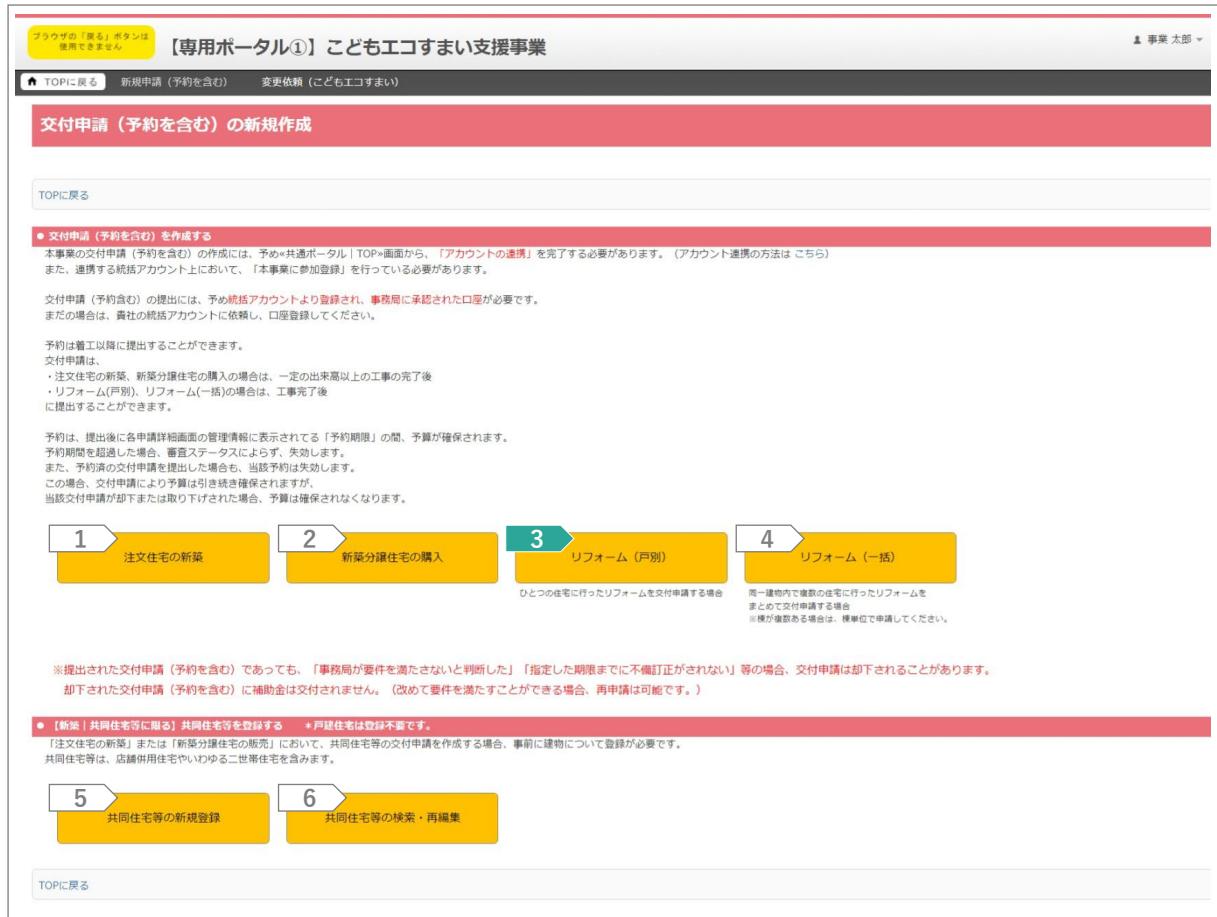 ブラウザの「戻る」ボタンは
使用できません
【専用ポータル①】こどもエコすまい支援事業
事業 太郎
TOPに戻る 新規申請（予約を含む） 変更依頼（こどもエコすまい）
交付申請（予約を含む）の新規作成
TOPに戻る
● 交付申請（予約を含む）を作成する
本事業の交付申請（予約を含む）の作成には、予め«共通ポータル｜TOP»画面から、「アカウントの連携」を完了する必要があります。（アカウント連携の方法は こちら）
また、連携する統括アカウント上において、「本事業に参加登録」を行っている必要があります。
交付申請（予約含む）の提出には、予め統括アカウントより登録され、事務局に承認された口座が必要です。
まだの場合は、貴社の統括アカウントに依頼し、口座登録してください。
予約は着工以降に提出することができます。
交付申請は、
・注文住宅の新築、新築分譲住宅の購入の場合は、一定の出来高以上の工事の完了後
・リフォーム(戸別)、リフォーム(一括)の場合は、工事完了後
に提出することができます。
予約は、提出後に各申請詳細画面の管理情報に表示されてる「予約期限」の間、予算が確保されます。
予約期間を超過した場合、審査ステータスによらず、失効します。
また、予約済の交付申請を提出した場合も、当該予約は失効します。
この場合、交付申請により予算は引き続き確保されますが、
当該交付申請が却下または取り下げされた場合、予算は確保されなくなります。
1 2 3 4
注文住宅の新築 新築分譲住宅の購入 リフォーム（戸別） リフォーム（一括）
ひとつの住宅に行ったリフォームを交付申請する場合
同一建物内で複数の住宅に行ったリフォームを
まとめて交付申請する場合
※棟が複数ある場合は、棟単位で申請してください。
※提出された交付申請（予約を含む）であっても、「事務局が要件を満たさないと判断した」「指定した期限までに不備訂正がされない」等の場合、交付申請は却下されることがあります。
却下された交付申請（予約を含む）に補助金は交付されません。（改めて要件を満たすことができる場合、再申請は可能です。）
● 【新築｜共同住宅等に限る】共同住宅等を登録する ＊戸建住宅は登録不要です。
「注文住宅の新築」または「新築分譲住宅の販売」において、共同住宅等の交付申請を作成する場合、事前に建物について登録が必要です。
共同住宅等は、店舗併用住宅やいわゆる二世帯住宅を含みます。
5 6
共同住宅等の新規登録 共同住宅等の検索・再編集
TOPに戻る